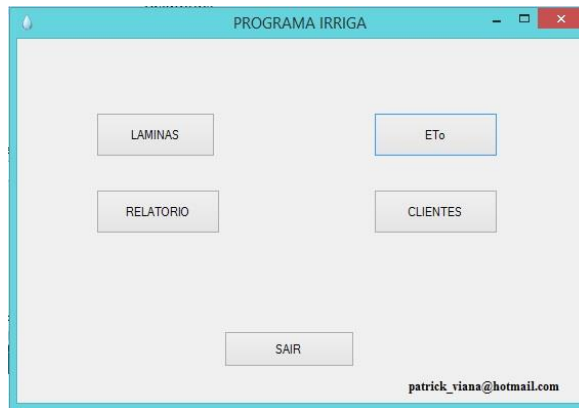 PROGRAMA IRRIGA
LAMINAS
ETo
RELATORIO
CLIENTES
SAIR
patrick_viana@hotmail.com